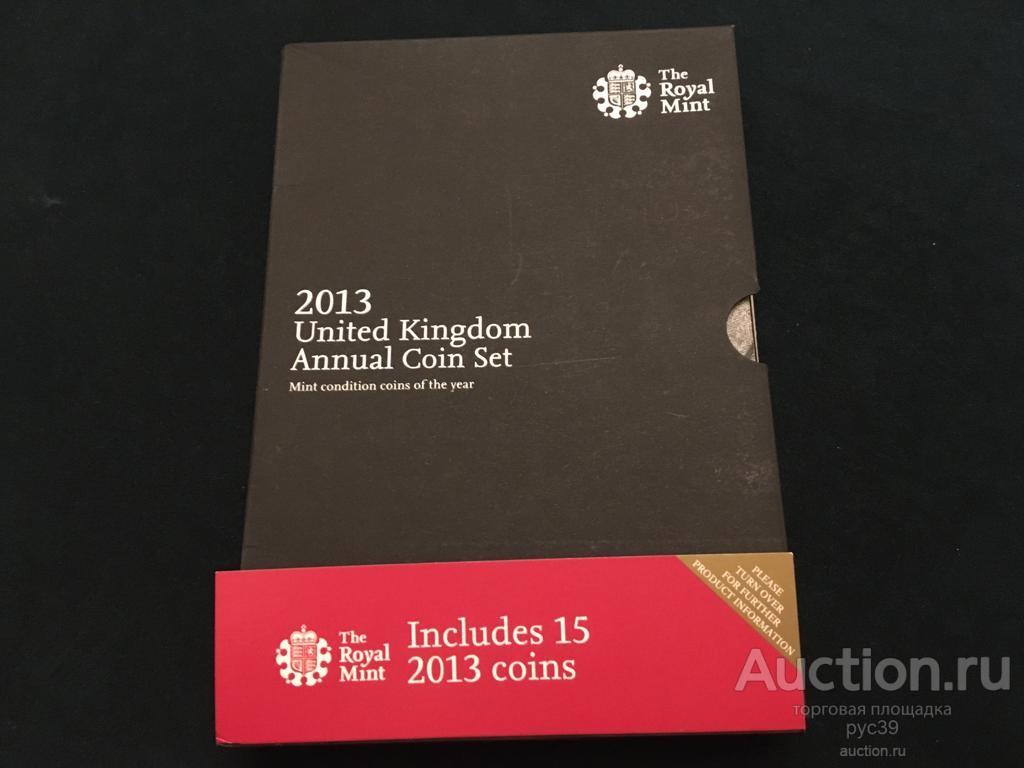 The
Royal
Mint
2013
United Kingdom
Annual Coin Set
Mint condition coins of the year
PLEASE
TURN OVER
FOR FURTHER
PRODUCT INFORMATION
The
Royal
Mint
Includes 15
2013 coins
Auction.ru
торговая площадка
рус39
auction.ru